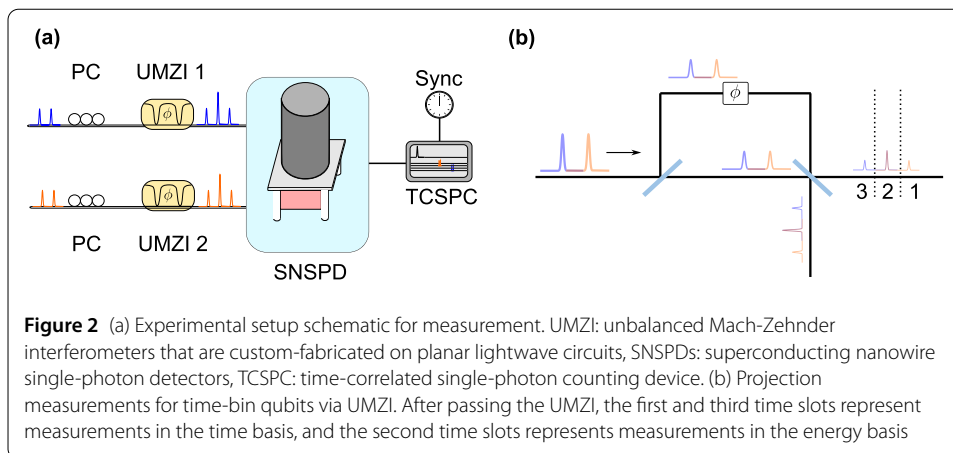 (a)
PC UMZI 1
ϕ
Sync
TCSPC
ϕ
PC UMZI 2
SNSPD
(b)
ϕ
3 2 1
Figure 2 (a) Experimental setup schematic for measurement. UMZI: unbalanced Mach-Zehnder
interferometers that are custom-fabricated on planar lightwave circuits, SNSPDs: superconducting nanowire
single-photon detectors, TCSPC: time-correlated single-photon counting device. (b) Projection
measurements for time-bin qubits via UMZI. After passing the UMZI, the first and third time slots represent
measurements in the time basis, and the second time slots represents measurements in the energy basis